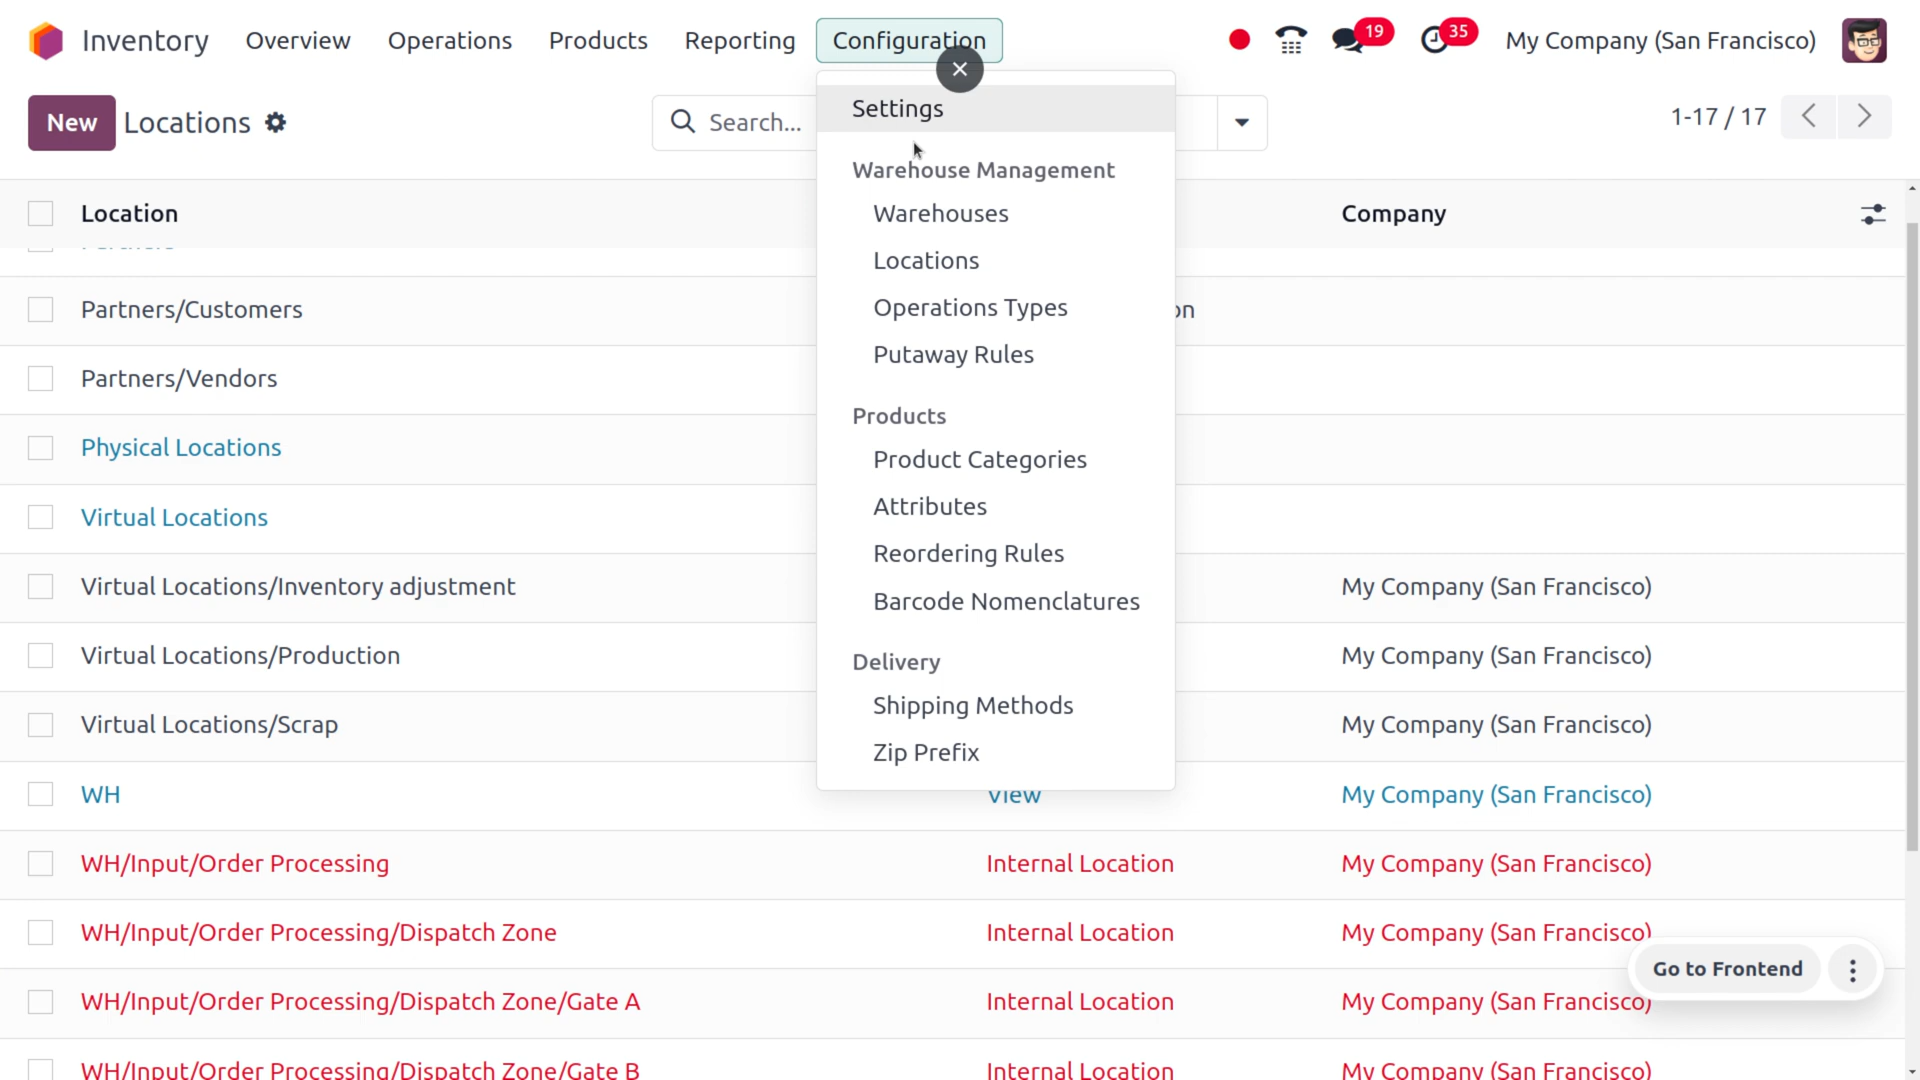 Inventory Overview Operations Products Reporting Configuration 19 35 My Company (San Francisco)
New Locations Search... 1-17 / 17
Settings
Warehouse Management
Warehouses
Locations
Operations Types
Putaway Rules
Products
Product Categories
Attributes
Reordering Rules
Barcode Nomenclatures
Delivery
Shipping Methods
Zip Prefix
Location Company
Partners/Customers on
Partners/Vendors
Physical Locations
Virtual Locations
Virtual Locations/Inventory adjustment My Company (San Francisco)
Virtual Locations/Production My Company (San Francisco)
Virtual Locations/Scrap My Company (San Francisco)
WH View My Company (San Francisco)
WH/Input/Order Processing Internal Location My Company (San Francisco)
WH/Input/Order Processing/Dispatch Zone Internal Location My Company (San Francisco)
Go to Frontend
WH/Input/Order Processing/Dispatch Zone/Gate A Internal Location My Company (San Francisco)
WH/Input/Order Processing/Dispatch Zone/Gate B Internal Location My Company (San Francisco)